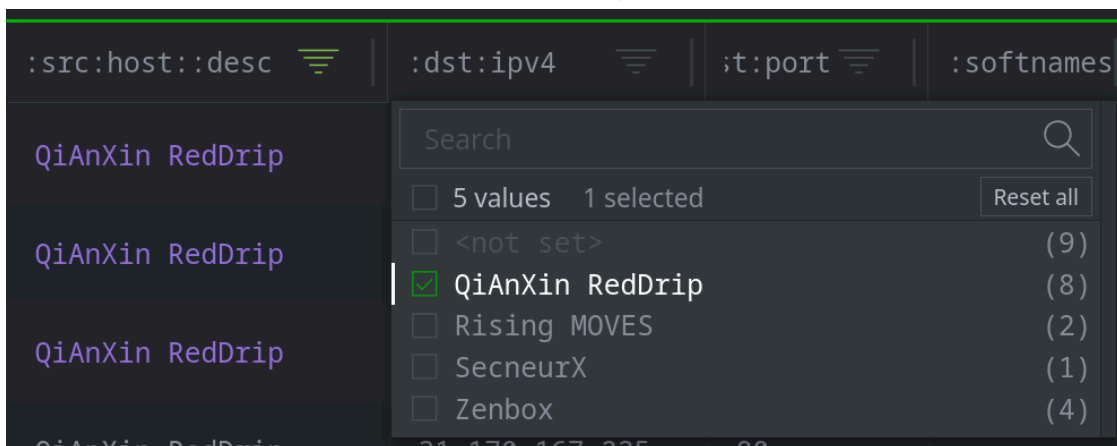 :src:host::desc :dst:ipv4 :t:port :softnames
QiAnXin RedDrip
QiAnXin RedDrip
QiAnXin RedDrip
Search
5 values 1 selected Reset all
<not set> (9)
QiAnXin RedDrip (8)
Rising MOVES (2)
SecneurX (1)
Zenbox (4)